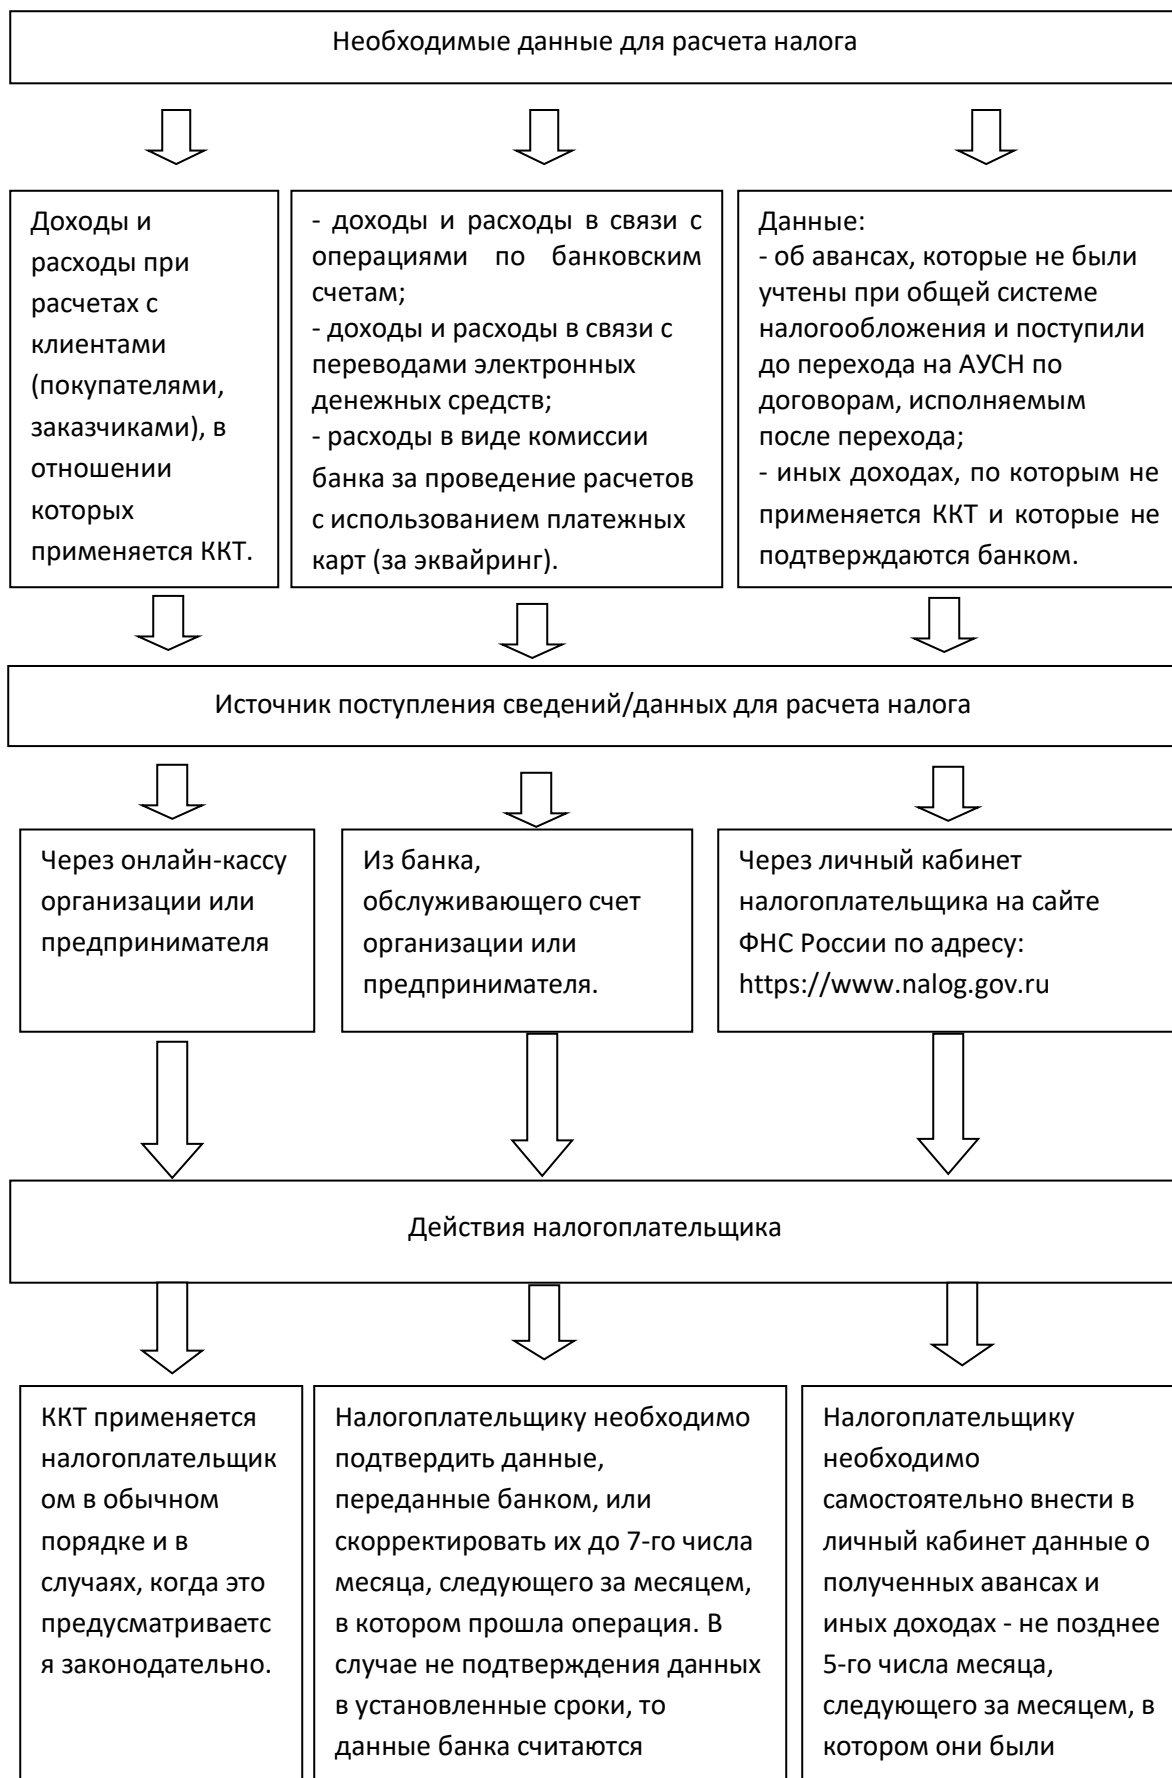 Необходимые данные для расчета налога
Доходы и
расходы при
расчетах с
клиентами
(покупателями,
заказчиками), в
отношении
которых
применяется ККТ.
- доходы и расходы в связи с
операциями по банковским
счетам;
- доходы и расходы в связи с
переводами электронных
денежных средств;
- расходы в виде комиссии
банка за проведение расчетов
с использованием платежных
карт (за эквайринг).
Данные:
- об авансах, которые не были
учтены при общей системе
налогообложения и поступили
до перехода на АУСН по
договорам, исполняемым
после перехода;
- иных доходах, по которым не
применяется ККТ и которые не
подтверждаются банком.
Источник поступления сведений/данных для расчета налога
Через онлайн-кассу
организации или
предпринимателя
Из банка,
обслуживающего счет
организации или
предпринимателя.
Через личный кабинет
налогоплательщика на сайте
ФНС России по адресу:
https://www.nalog.gov.ru
Действия налогоплательщика
ККТ применяется
налогоплательщик
ом в обычном
порядке и в
случаях, когда это
предусматриваетс
я законодательно.
Налогоплательщику необходимо
подтвердить данные,
переданные банком, или
скорректировать их до 7-го числа
месяца, следующего за месяцем,
в котором прошла операция. В
случае не подтверждения данных
в установленные сроки, то
данные банка считаются
Налогоплательщику
необходимо
самостоятельно внести в
личный кабинет данные о
полученных авансах и
иных доходах - не позднее
5-го числа месяца,
следующего за месяцем, в
котором они были